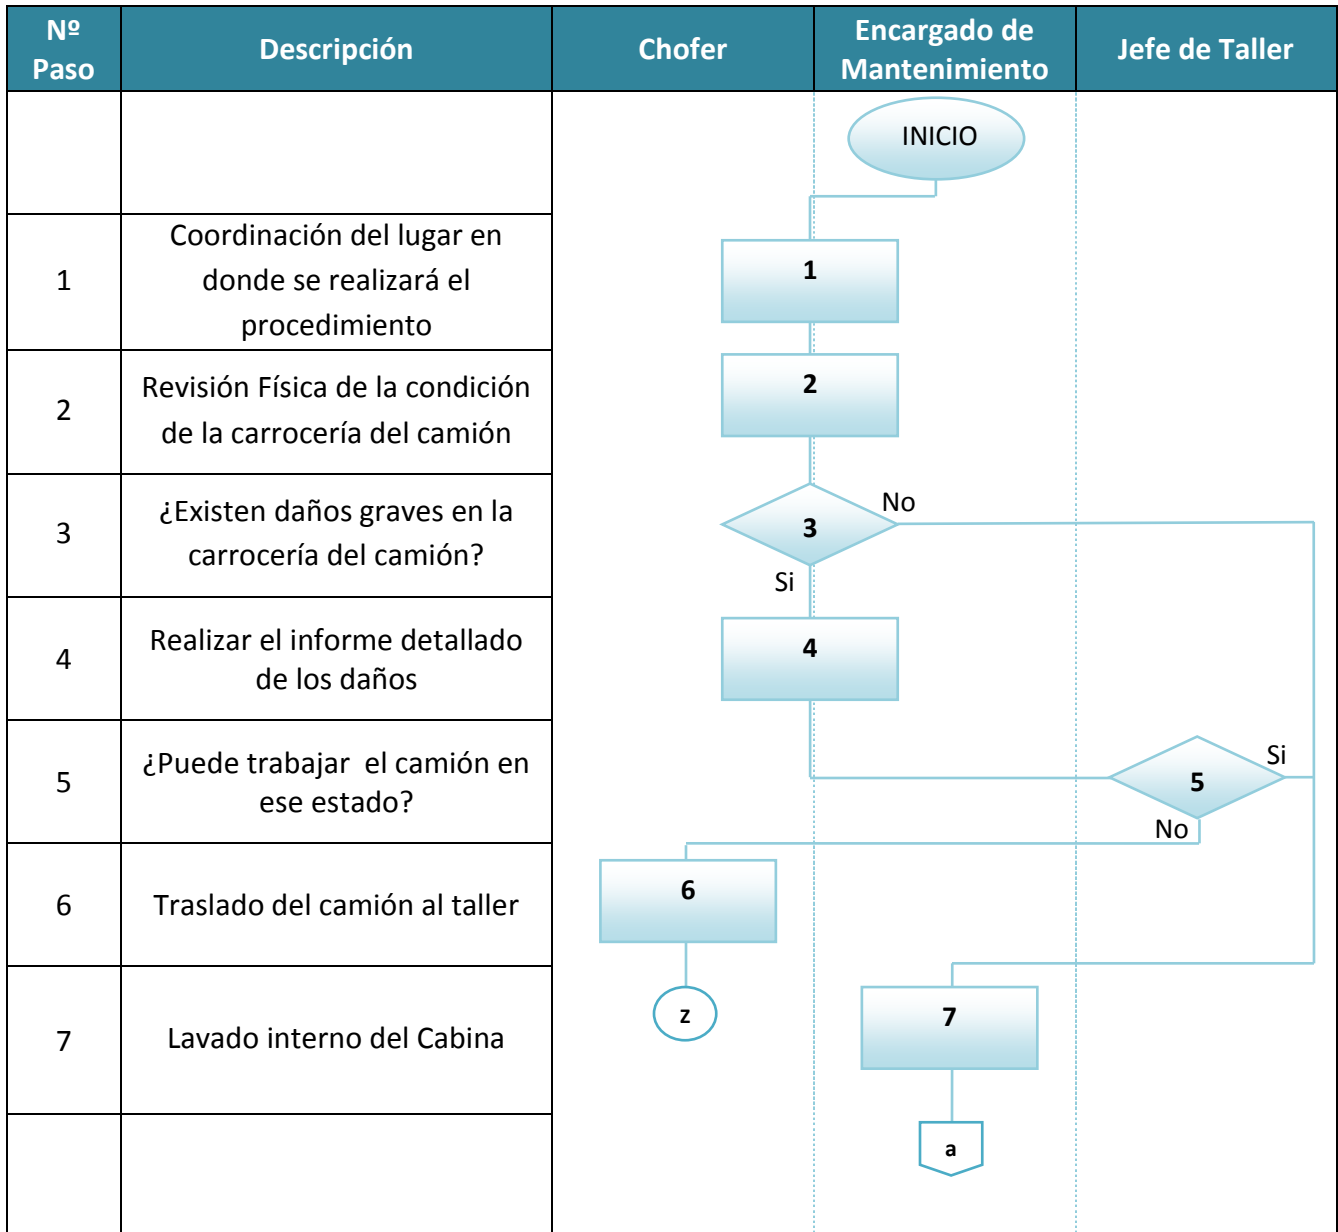 Nº
Paso
Descripción
Chofer
Encargado de
Mantenimiento
Jefe de Taller
INICIO
1
Coordinación del lugar en
donde se realizará el
procedimiento
1
2
Revisión Física de la condición
de la carrocería del camión
2
3
¿Existen daños graves en la
carrocería del camión?
3
No
Si
4
Realizar el informe detallado
de los daños
4
5
¿Puede trabajar  el camión en
ese estado?
5
Si
No
6
Traslado del camión al taller
6
z
7
Lavado interno del Cabina
7
a